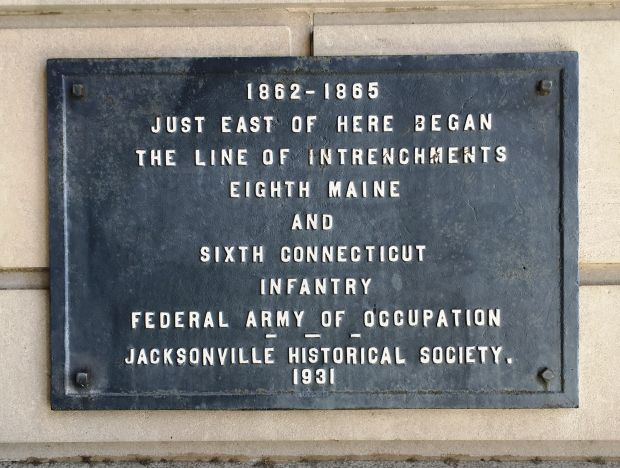 1862-1865
JUST EAST OF HERE BEGAN
THE LINE OF INTRENCHMENTS
EIGHTH MAINE
AND
SIXTH CONNECTICUT
INFANTRY
FEDERAL ARMY OF OCCUPATION
— — —
JACKSONVILLE HISTORICAL SOCIETY.
1931